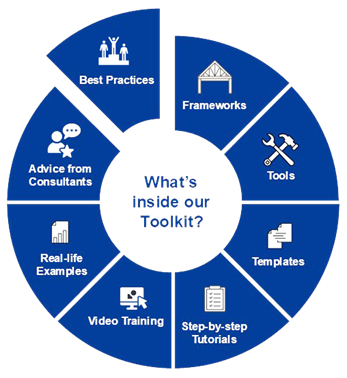 What's
inside our
Toolkit?
Best Practices
Frameworks
Tools
Templates
Step-by-step
Tutorials
Video Training
Real-life
Examples
Advice from
Consultants